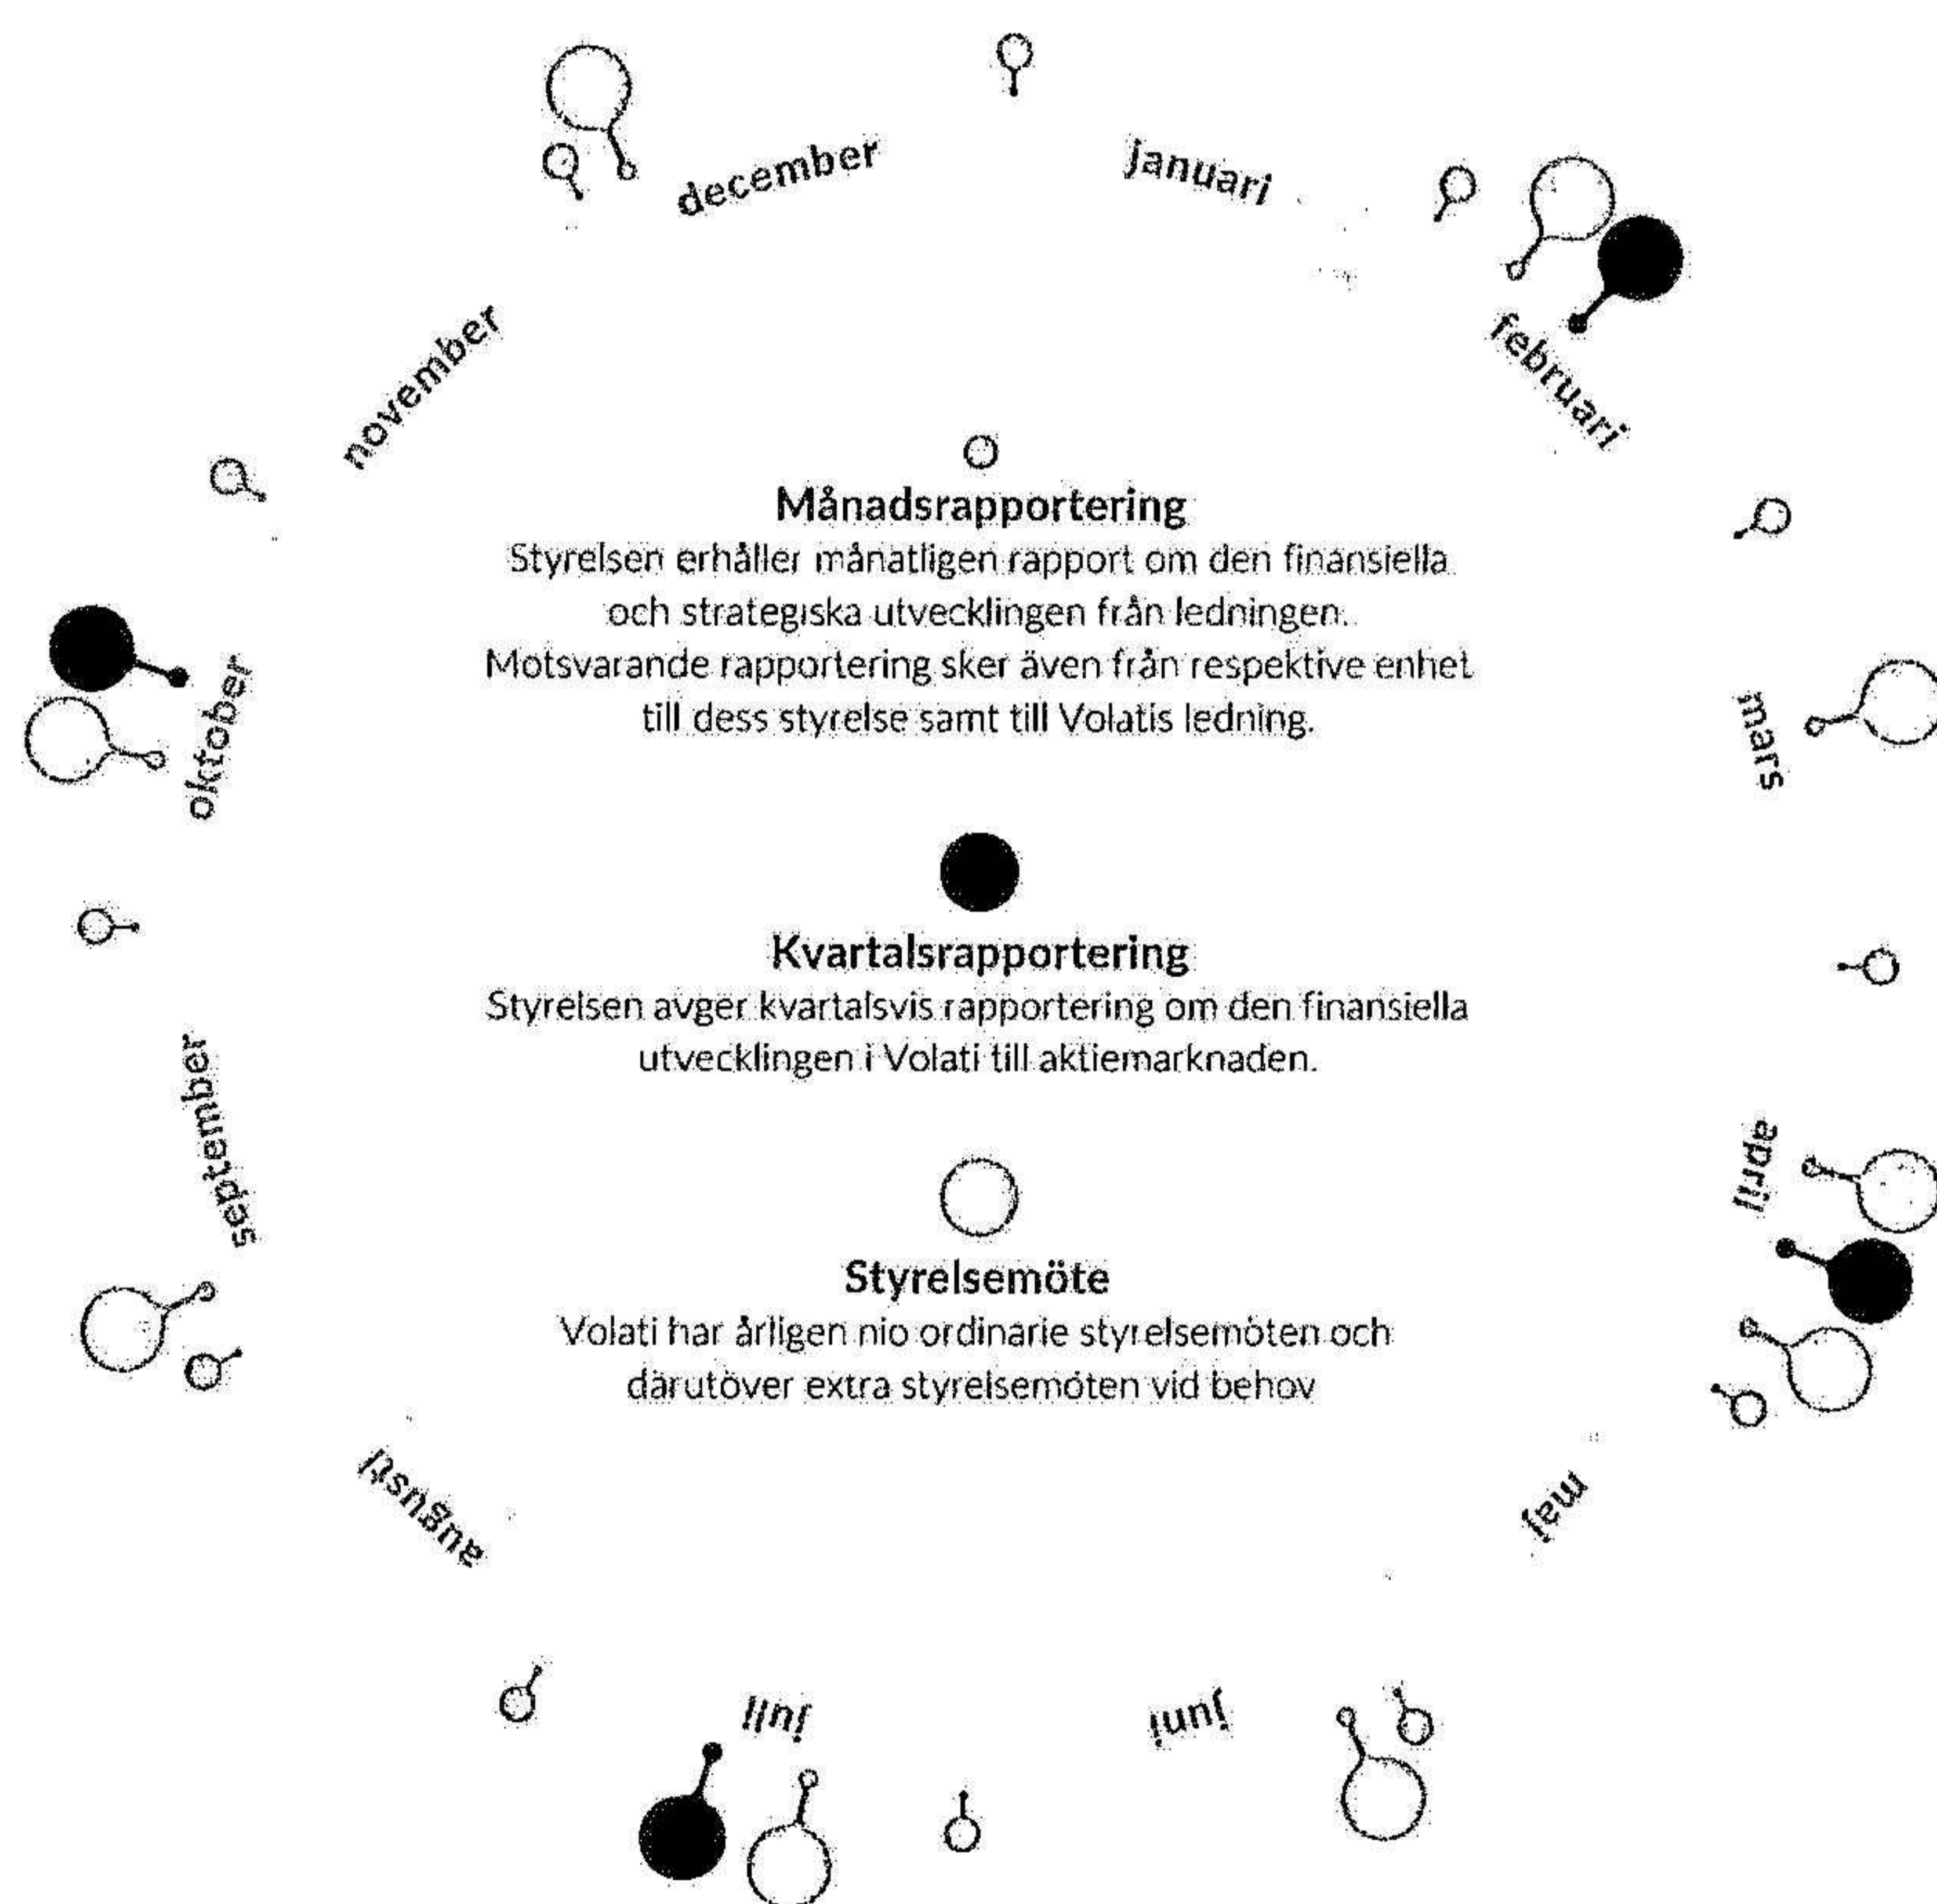 december
januari
februari
november
Månadsrapportering
Styrelsen erhåller månatligen rapport om den finansiella
och strategiska utvecklingen från ledningen.
Motsvarande rapportering sker även från respektive enhet
till dess styrelse samt till Volatis ledning.
oktober
mars
Kvartalsrapportering
Styrelsen avger kvartalsvis rapportering om den finansiella
utvecklingen i Volati till aktiemarknaden.
september
april
Styrelsemöte
Volati har årligen nio ordinarie styrelsemöten och
därutöver extra styrelsemöten vid behov
augusti
maj
juli
juni